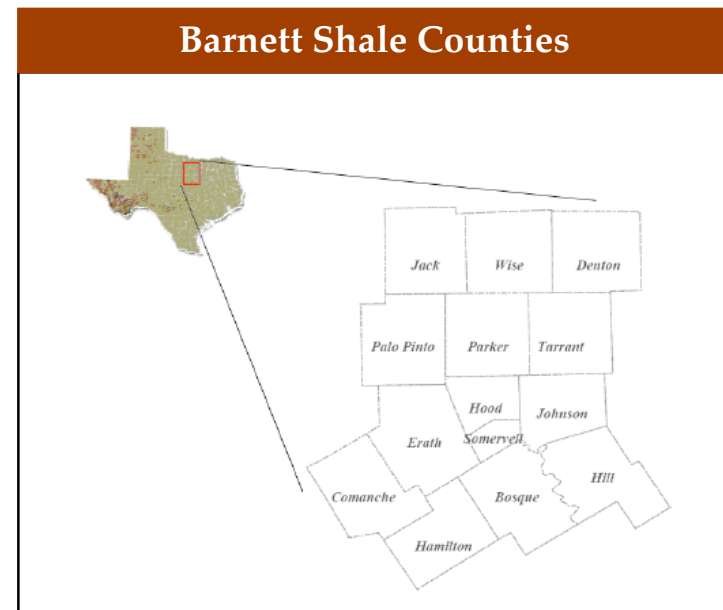 Barnett Shale Counties
Jack
Wise
Denton
Palo Pinto
Parker
Tarrant
Hood
Johnson
Somervell
Erath
Hill
Comanche
Bosque
Hamilton